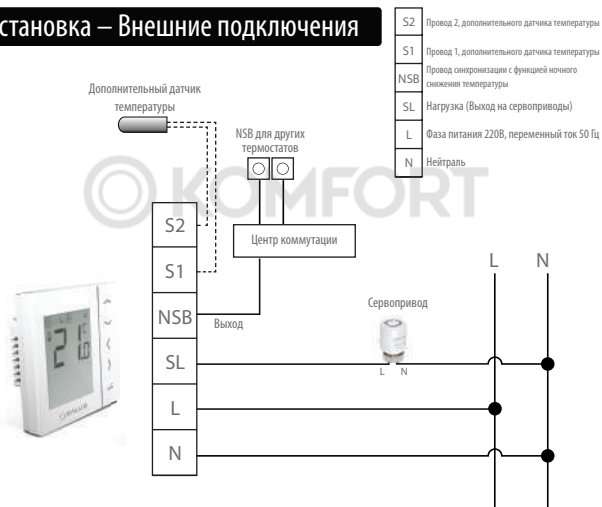 становка – Внешние подключения
S2 Провод 2, дополнительного датчика температуры
S1 Провод 1, дополнительного датчика температуры
NSB Провод синхронизации с функцией ночного
снижения температуры
SL Нагрузка (Выход на сервоприводы)
L Фаза питания 220В, переменный ток 50 Гц
N Нейтраль
Дополнительный датчик
температуры
NSB для других
термостатов
KOMFORT
Центр коммутации
S2
S1
NSB
Выход
SL
L
N
Сервопривод
L N
L N
21.0
SALUS